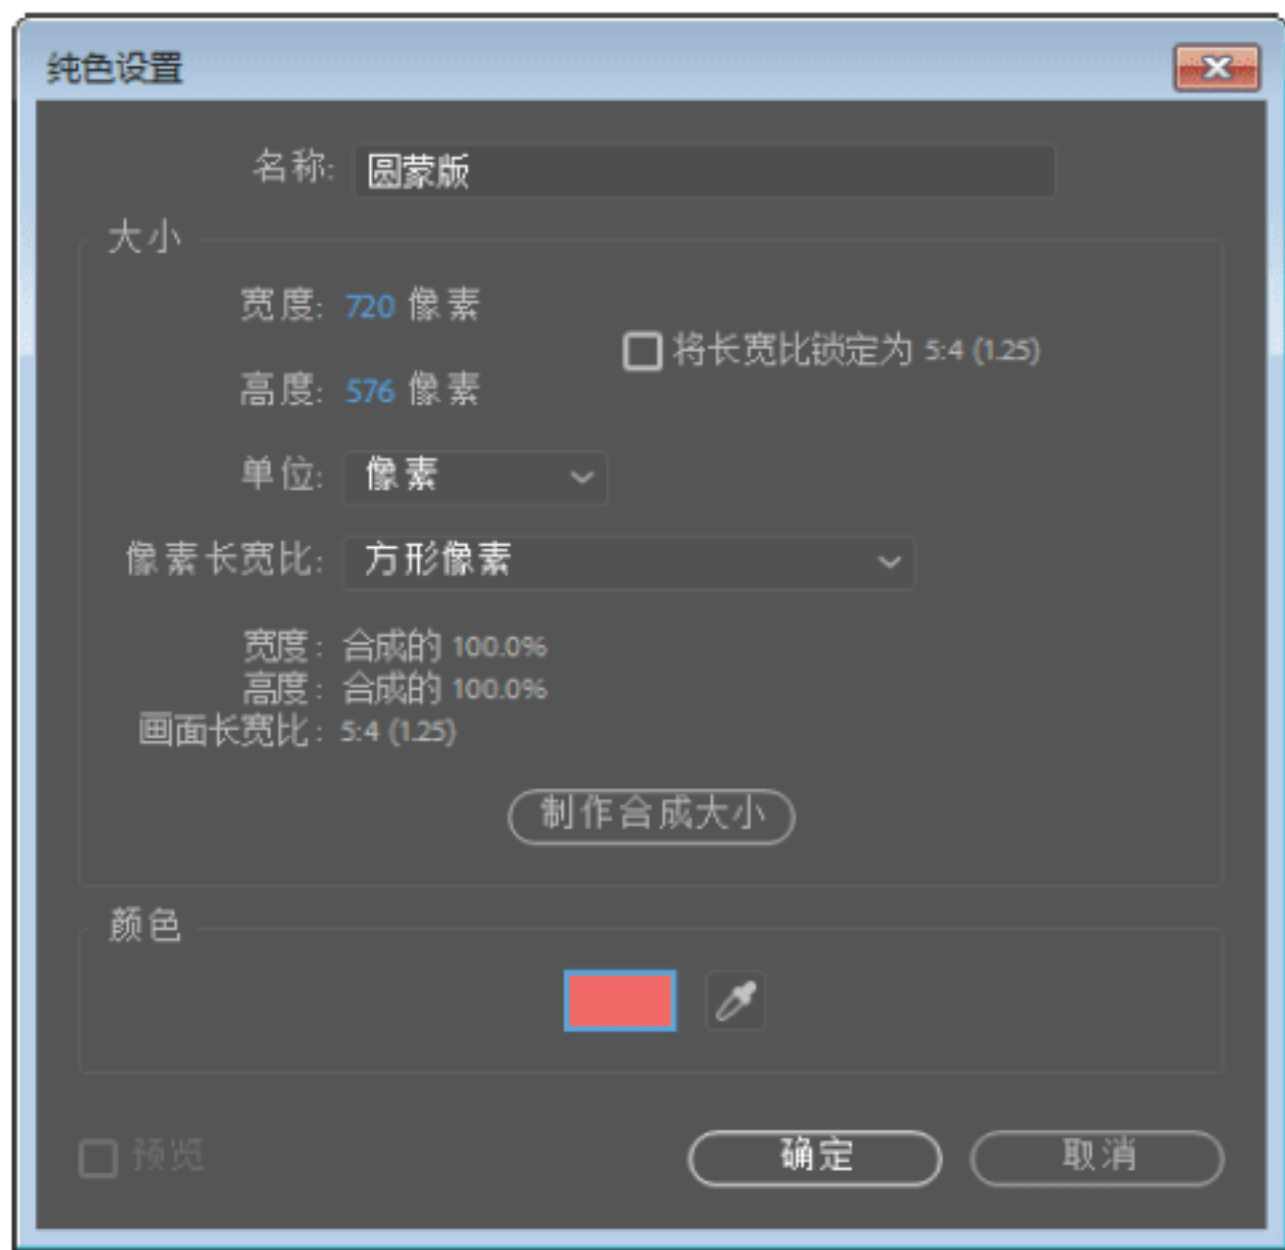 纯色设置
名称: 圆蒙版
大小
宽度: 720 像素
将长宽比锁定为 5:4 (1.25)
高度: 576 像素
单位: 像素
像素长宽比: 方形像素
宽度: 合成的 100.0%
高度: 合成的 100.0%
画面长宽比: 5:4 (1.25)
制作合成大小
颜色
预览
确定
取消